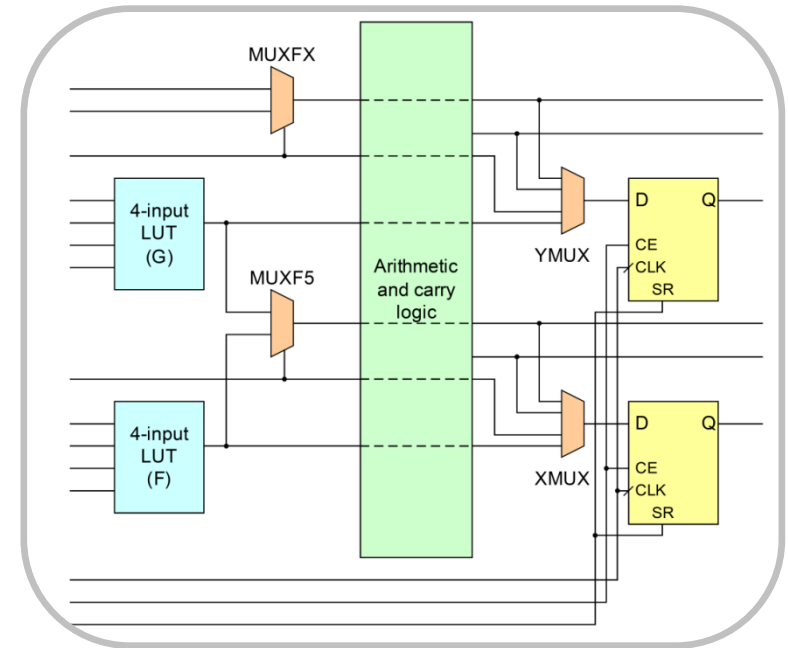 MUXFX
4-input
LUT
(G)
MUXF5
Arithmetic
and carry
logic
YMUX
D
Q
CE
CLK
SR
4-input
LUT
(F)
XMUX
D
Q
CE
CLK
SR